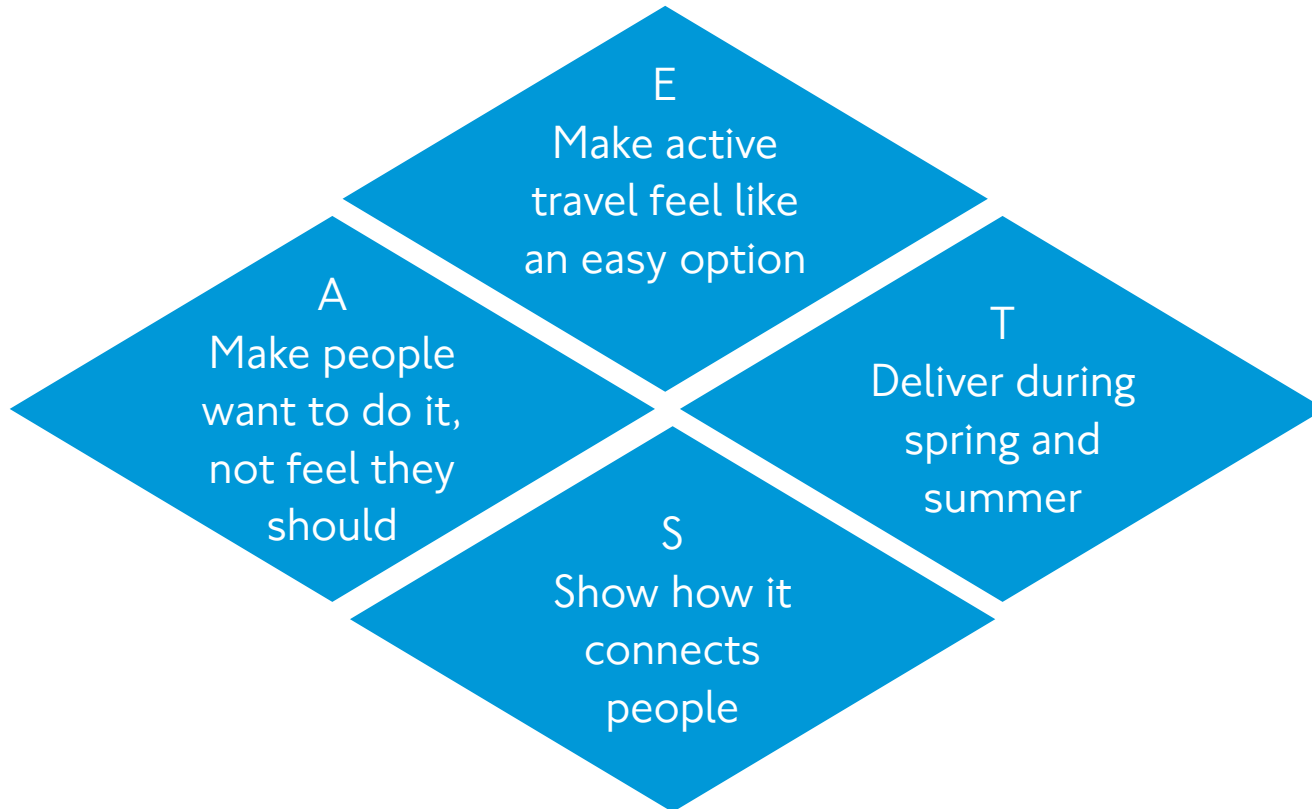 E
Make active
travel feel like
an easy option
A
Make people
want to do it,
not feel they
should
T
Deliver during
spring and
summer
S
Show how it
connects
people